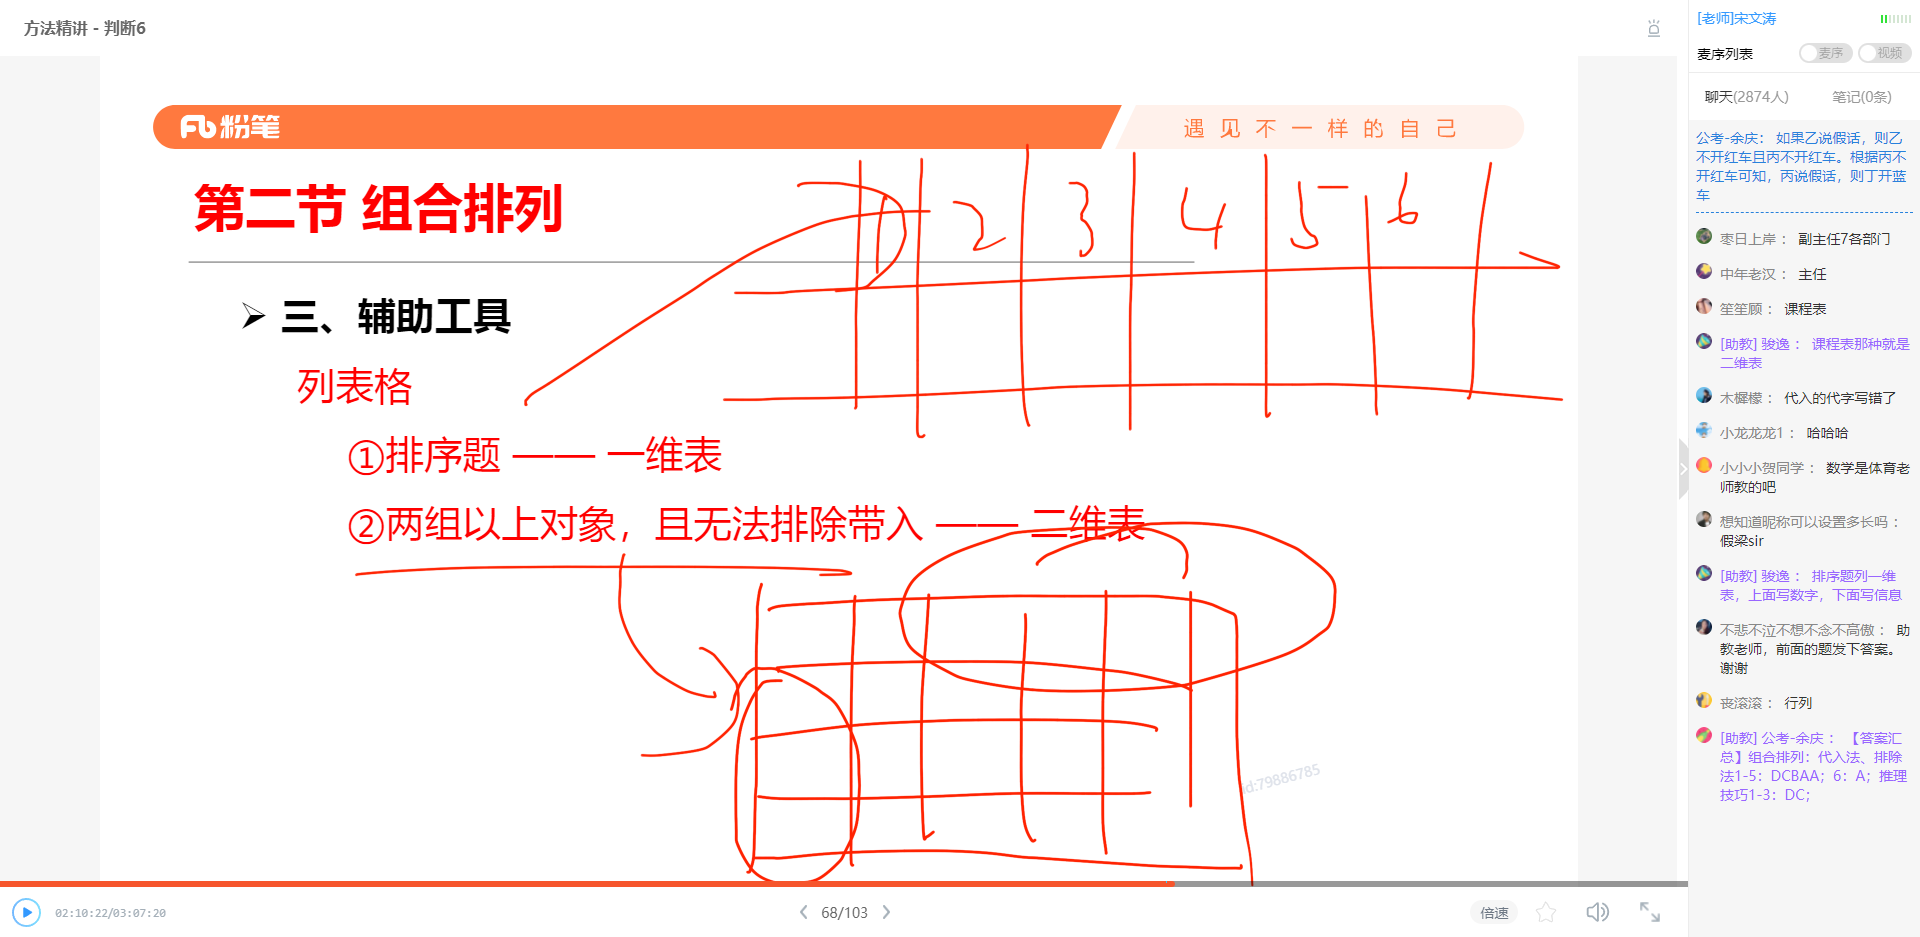 方法精讲 - 判断6
粉笔
遇见不一样的自己
第二节 组合排列
1 2 3 4 5 6
三、辅助工具
列表格
①排序题 —— 一维表
②两组以上对象，且无法排除带入 —— 二维表
id:79886785
02:10:22/03:07:20
68/103
倍速
[老师]宋文涛
麦序列表
麦序
视频
聊天(2874人)
笔记(0条)
公考-余庆： 如果乙说假话，则乙
不开红车且丙不开红车。根据丙不
开红车可知，丙说假话，则丁开蓝
车
枣日上岸： 副主任7各部门
中年老汉： 主任
笙笙顾： 课程表
[助教] 骏逸： 课程表那种就是
二维表
木樨檬： 代入的代字写错了
小龙龙龙1： 哈哈哈
小小小贺同学： 数学是体育老
师教的吧
想知道昵称可以设置多长吗：
假梁sir
[助教] 骏逸： 排序题列一维
表，上面写数字，下面写信息
不悲不泣不想不念不高傲： 助
教老师，前面的题发下答案。
谢谢
丧滚滚： 行列
[助教] 公考-余庆： 【答案汇
总】组合排列：代入法、排除
法1-5：DCBAA；6：A；推理
技巧1-3：DC；